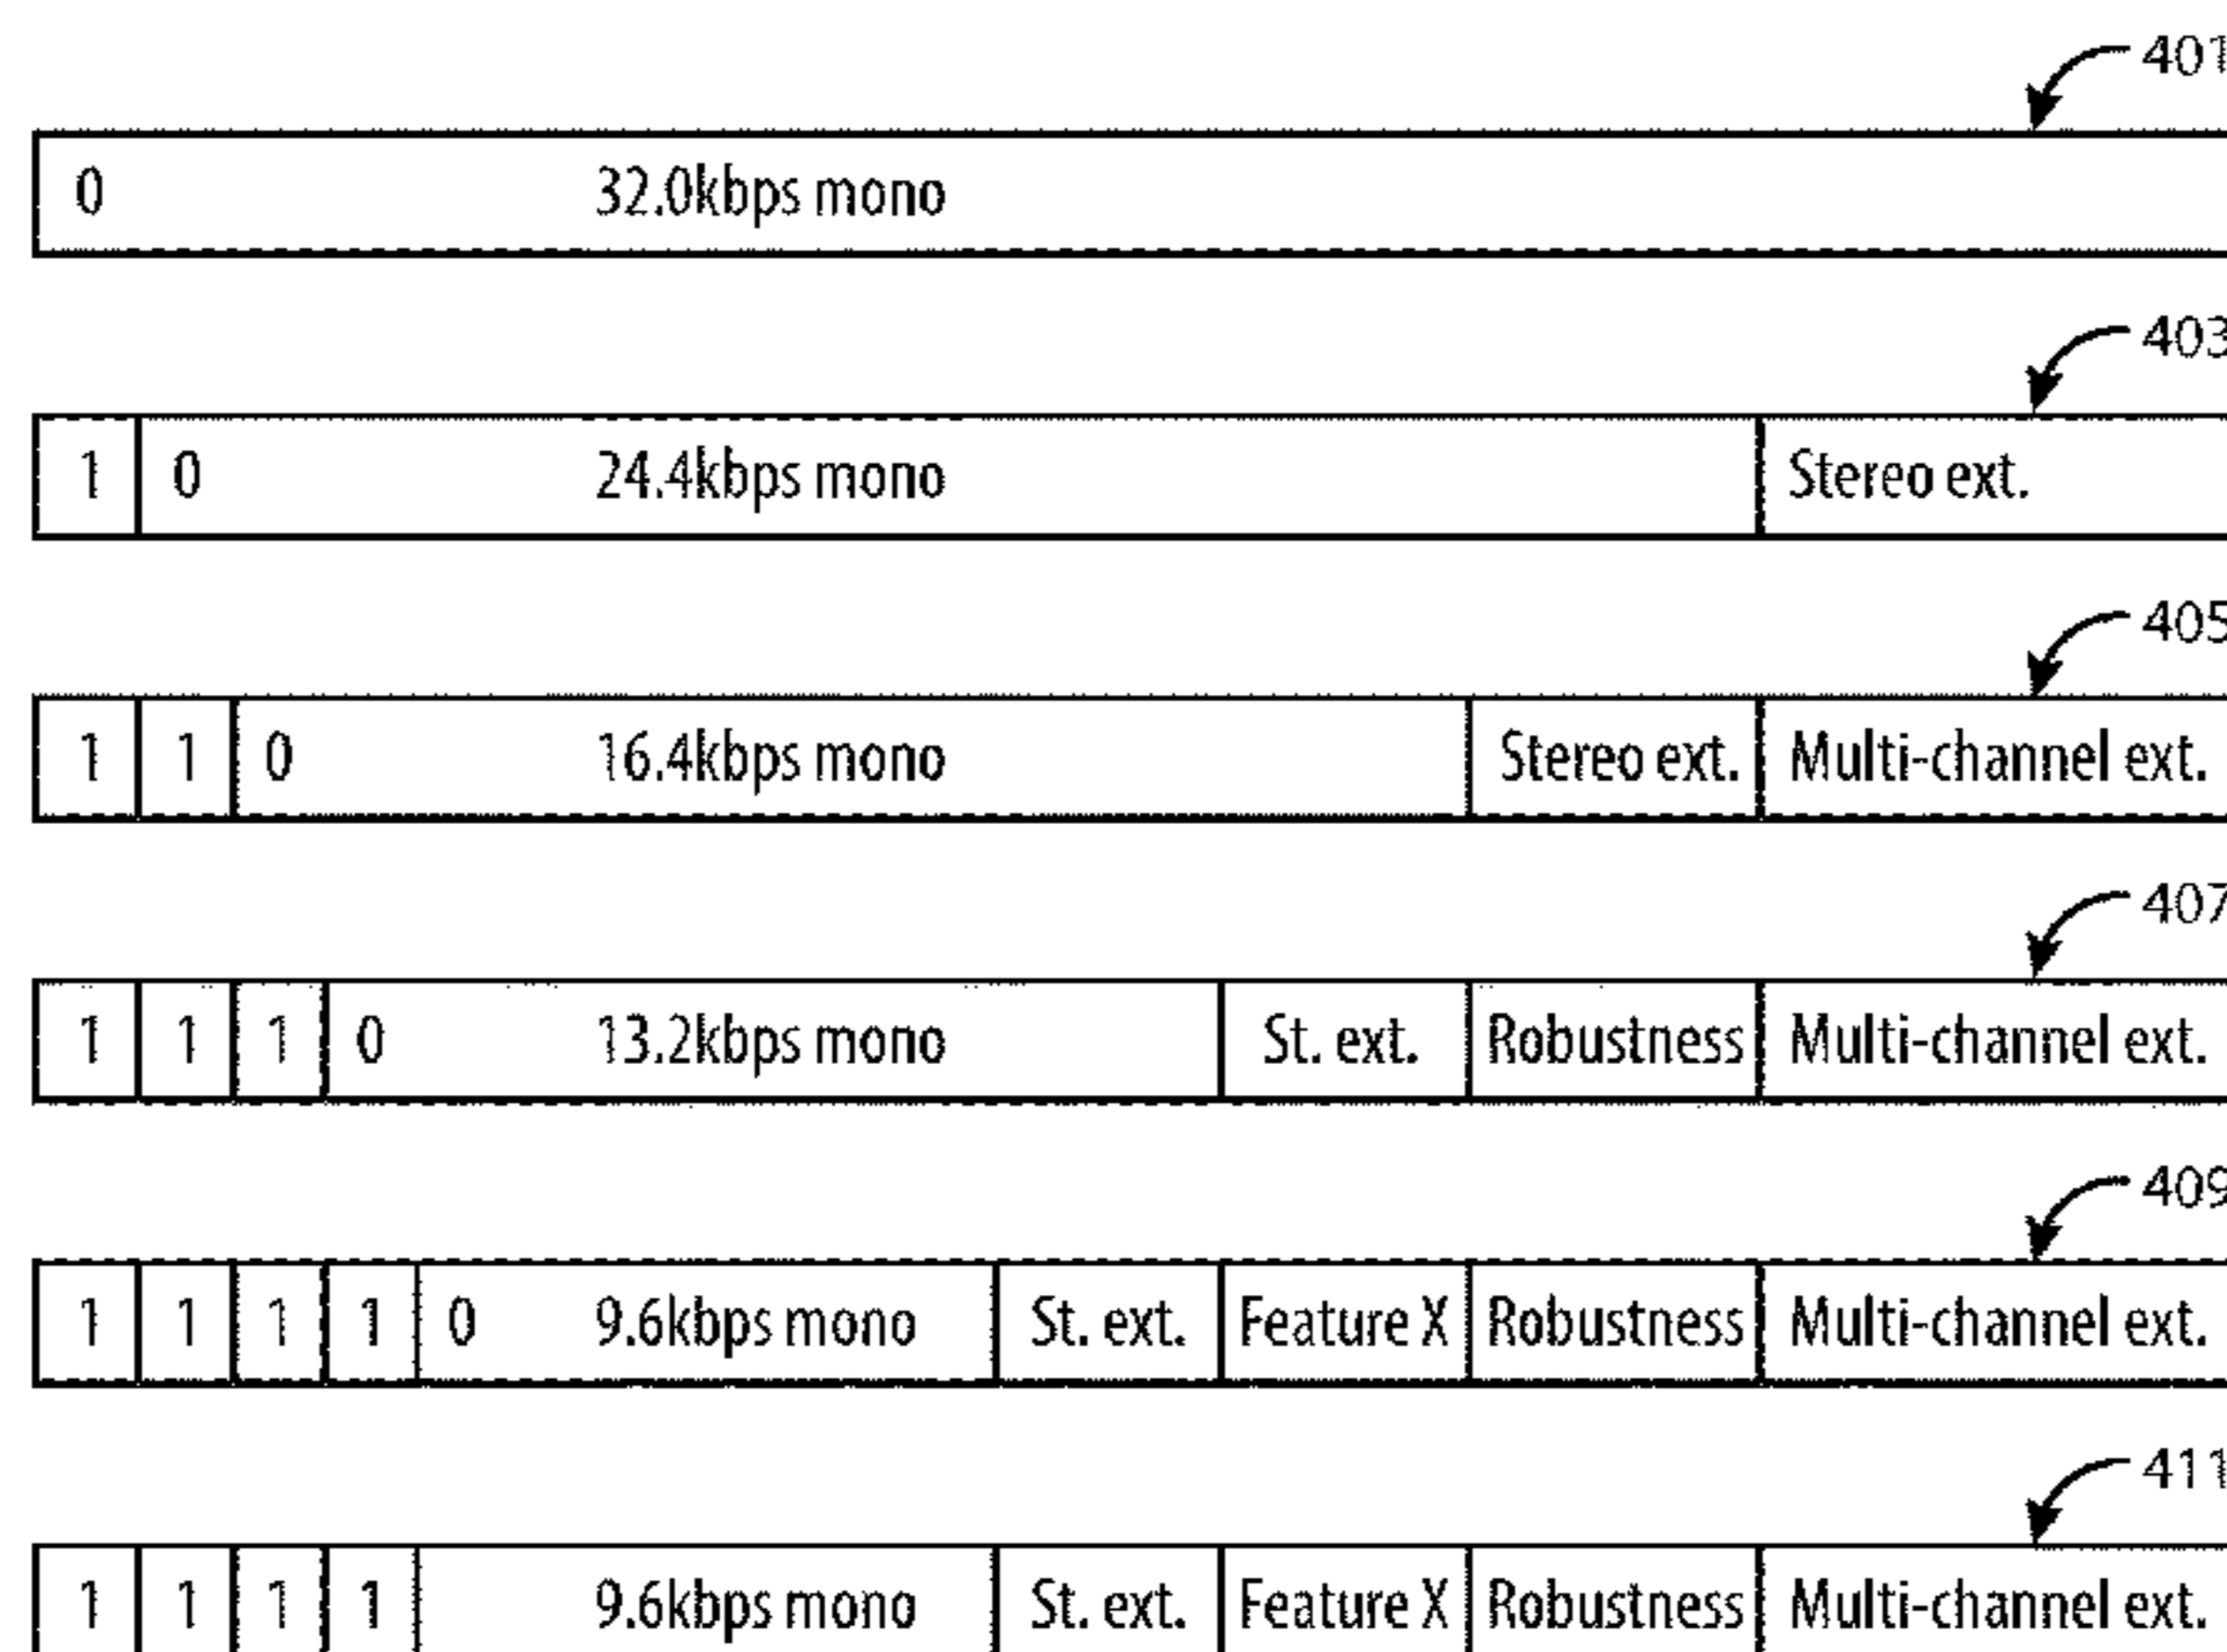 401
0 32.0kbps mono
403
1 0 24.4kbps mono Stereo ext.
405
1 1 0 16.4kbps mono Stereo ext. Multi-channel ext.
407
1 1 1 0 13.2kbps mono St. ext. Robustness Multi-channel ext.
409
1 1 1 1 0 9.6kbps mono St. ext. Feature X Robustness Multi-channel ext.
411
1 1 1 1 9.6kbps mono St. ext. Feature X Robustness Multi-channel ext.